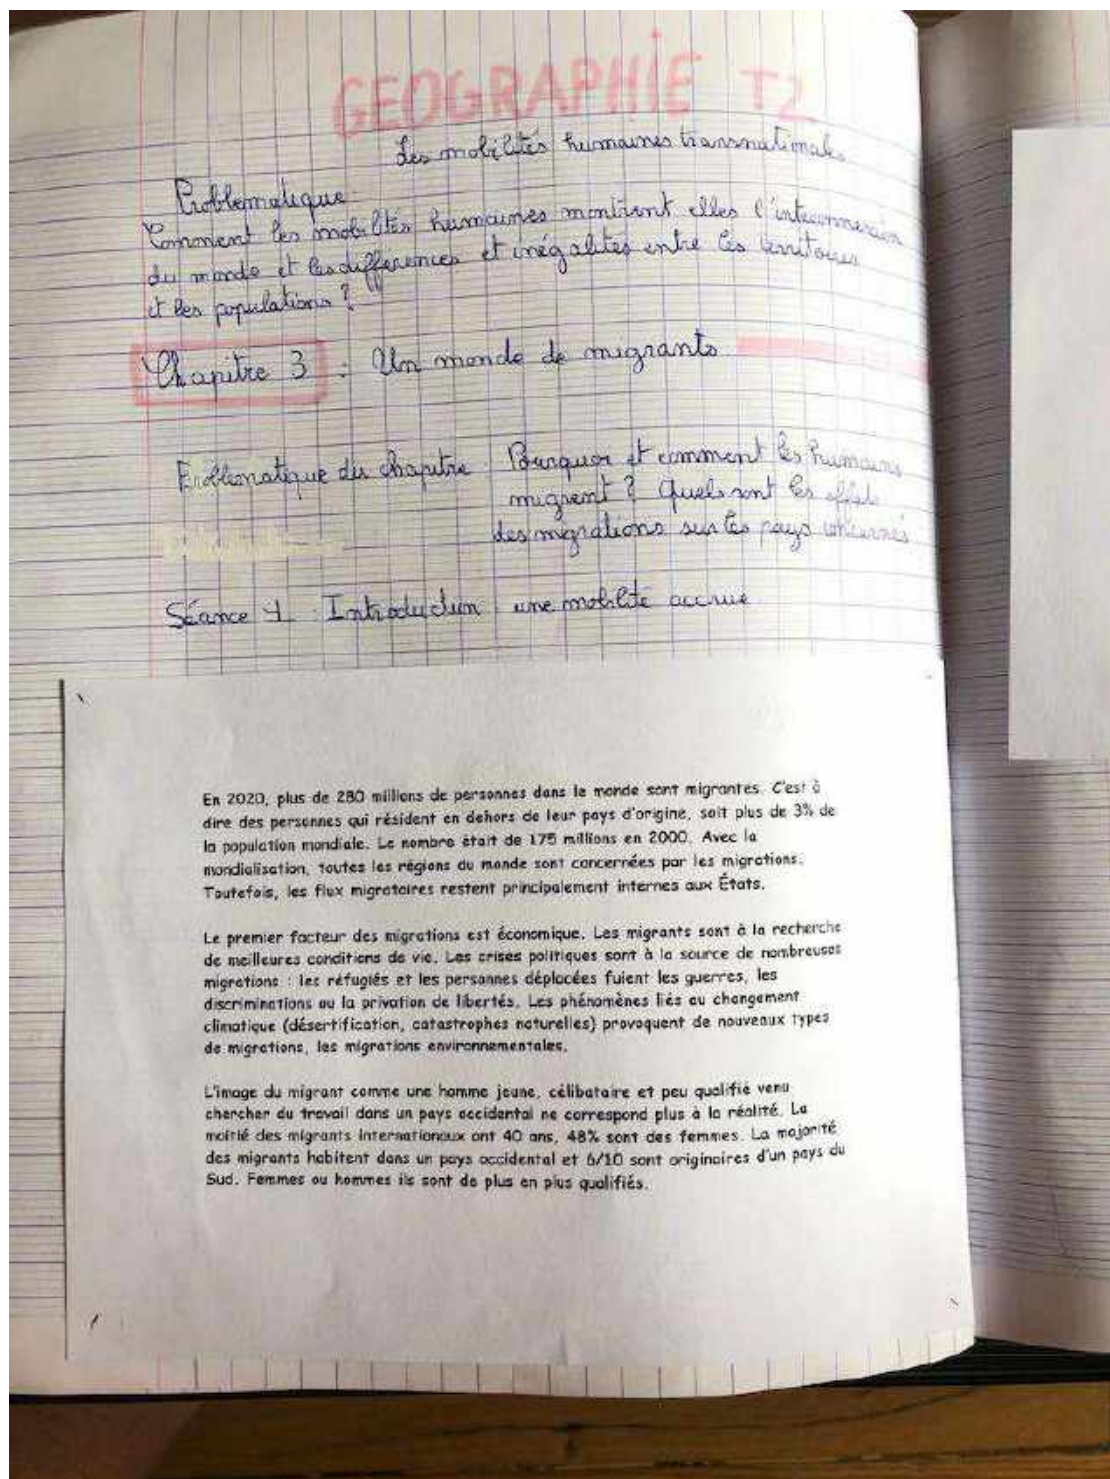 GEOGRAPHIE T2
Les mobilités humaines transnationales
Problématique
Comment les mobilités humaines montrent elles l'interconnexion
du monde et les différences et inégalités entre les territoires
et les populations ?
Chapitre 3 : Un monde de migrants
Problématique du chapitre Pourquoi et comment les humains
migrent ? Quels sont les effets
des migrations sur les pays concernés
Séance 1 Introduction une mobilité accrue
En 2020, plus de 280 millions de personnes dans le monde sont migrantes. C'est à
dire des personnes qui résident en dehors de leur pays d'origine, soit plus de 3% de
la population mondiale. Le nombre était de 175 millions en 2000. Avec la
mondialisation, toutes les régions du monde sont concernées par les migrations.
Toutefois, les flux migratoires restent principalement internes aux États.
Le premier facteur des migrations est économique. Les migrants sont à la recherche
de meilleures conditions de vie. Les crises politiques sont à la source de nombreuses
migrations : les réfugiés et les personnes déplacées fuient les guerres, les
discriminations ou la privation de libertés. Les phénomènes liés au changement
climatique (désertification, catastrophes naturelles) provoquent de nouveaux types
de migrations, les migrations environnementales.
L'image du migrant comme une homme jeune, célibataire et peu qualifié venu
chercher du travail dans un pays occidental ne correspond plus à la réalité. La
moitié des migrants internationaux ont 40 ans, 48% sont des femmes. La majorité
des migrants habitent dans un pays occidental et 6/10 sont originaires d'un pays du
Sud. Femmes ou hommes ils sont de plus en plus qualifiés.